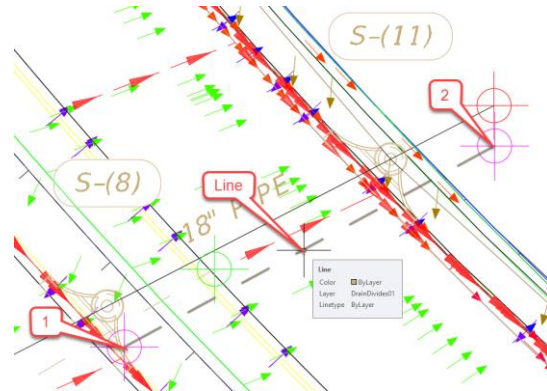 S-(11)
2
S-(8)
Line
18" PIPE
Line
Color ByLayer
Layer DrainDivides01
Linetype ByLayer
1